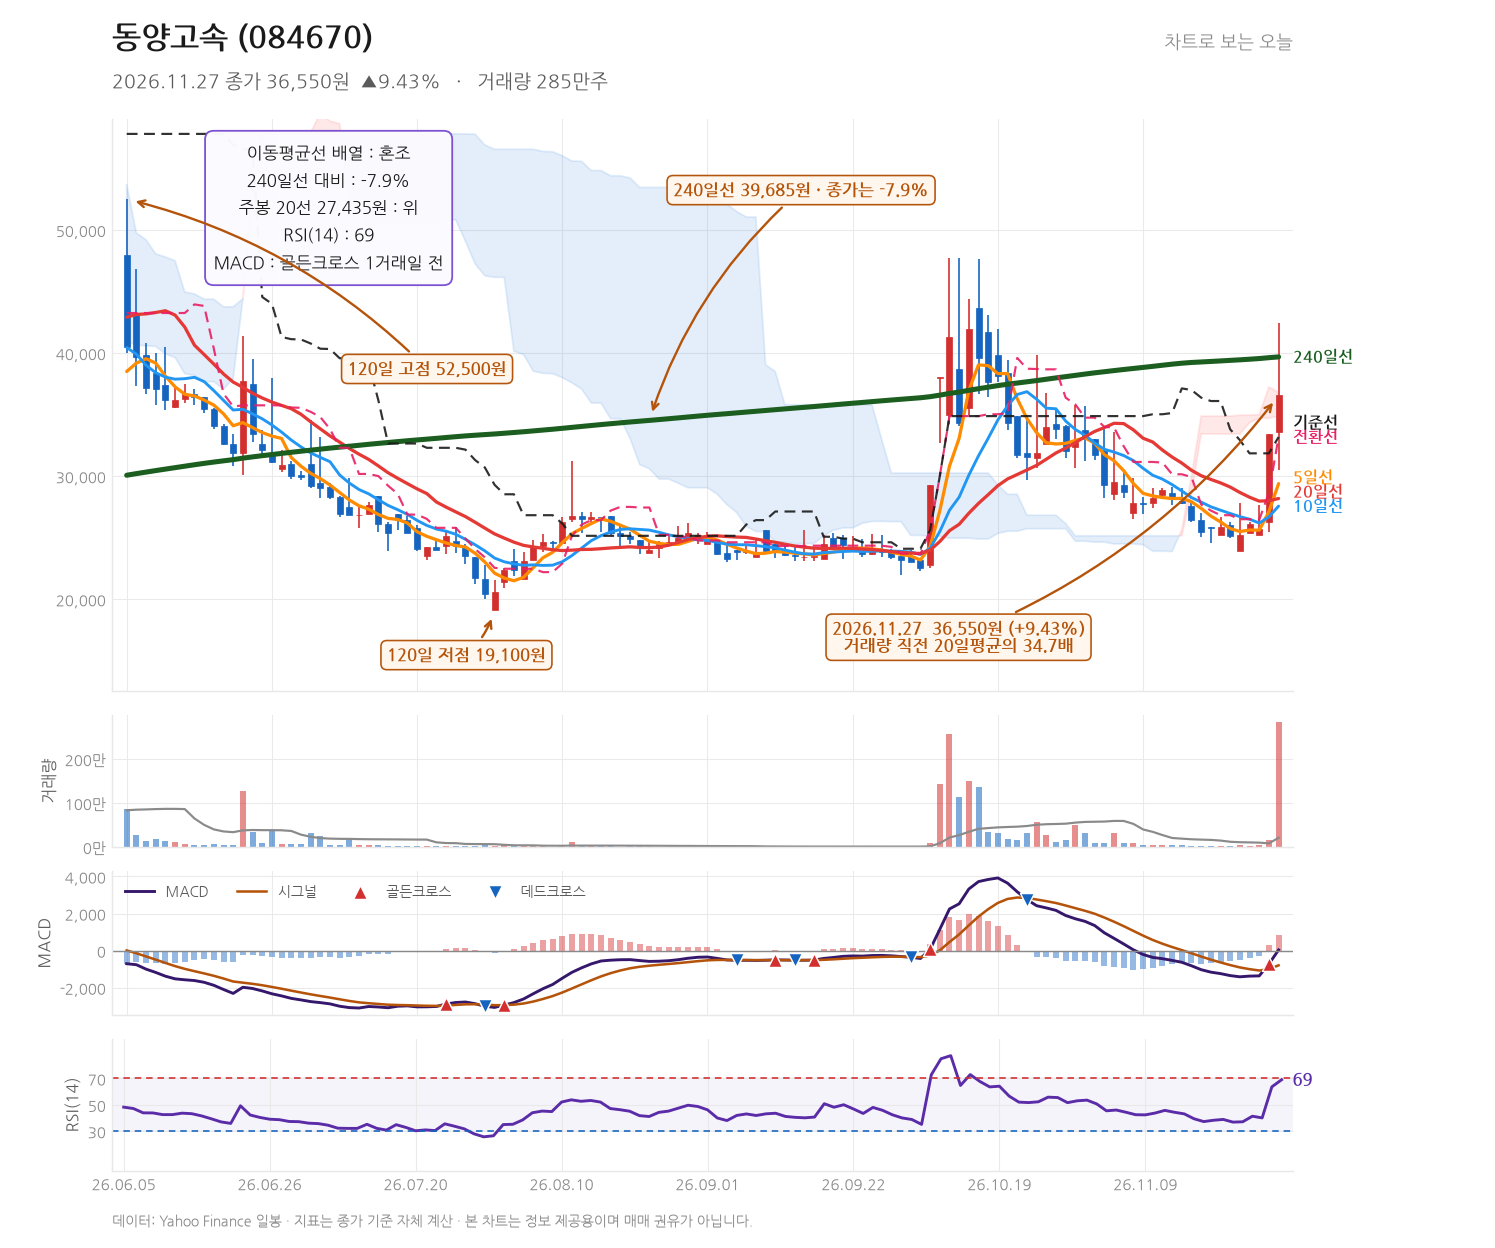 동양고속 (084670)
차트로 보는 오늘
2026.11.27 종가 36,550원 ▲9.43% · 거래량 285만주
이동평균선 배열 : 혼조
240일선 대비 : -7.9%
주봉 20선 27,435원 : 위
RSI(14) : 69
MACD : 골든크로스 1거래일 전
240일선 39,685원 · 종가는 -7.9%
120일 고점 52,500원
120일 저점 19,100원
2026.11.27 36,550원 (+9.43%)
거래량 직전 20일평균의 34.7배
50,000
40,000
30,000
20,000
240일선
기준선
전환선
5일선
20일선
10일선
거래량
200만
100만
0만
MACD
4,000
2,000
0
-2,000
MACD
시그널
골든크로스
데드크로스
RSI(14)
70
50
30
69
26.06.05
26.06.26
26.07.20
26.08.10
26.09.01
26.09.22
26.10.19
26.11.09
데이터: Yahoo Finance 일봉 · 지표는 종가 기준 자체 계산 · 본 차트는 정보 제공용이며 매매 권유가 아닙니다.